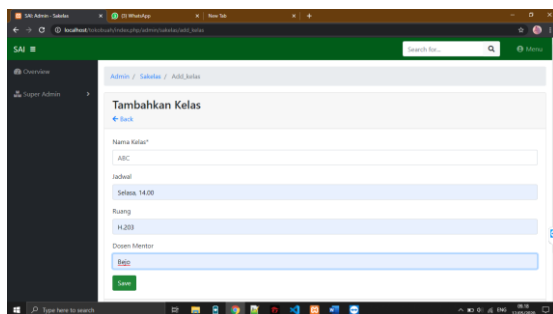 SAI: Admin - Sakelas
(3) WhatsApp
New Tab
localhost/tokobuah/index.php/admin/sakelas/add_kelas
SAI
Search for...
Menu
Overview
Super Admin
Admin / Sakelas / Add_kelas
Tambahkan Kelas
Back
Nama Kelas*
ABC
Jadwal
Selasa, 14.00
Ruang
H.203
Dosen Mentor
Bejo
Save
Type here to search
ENG